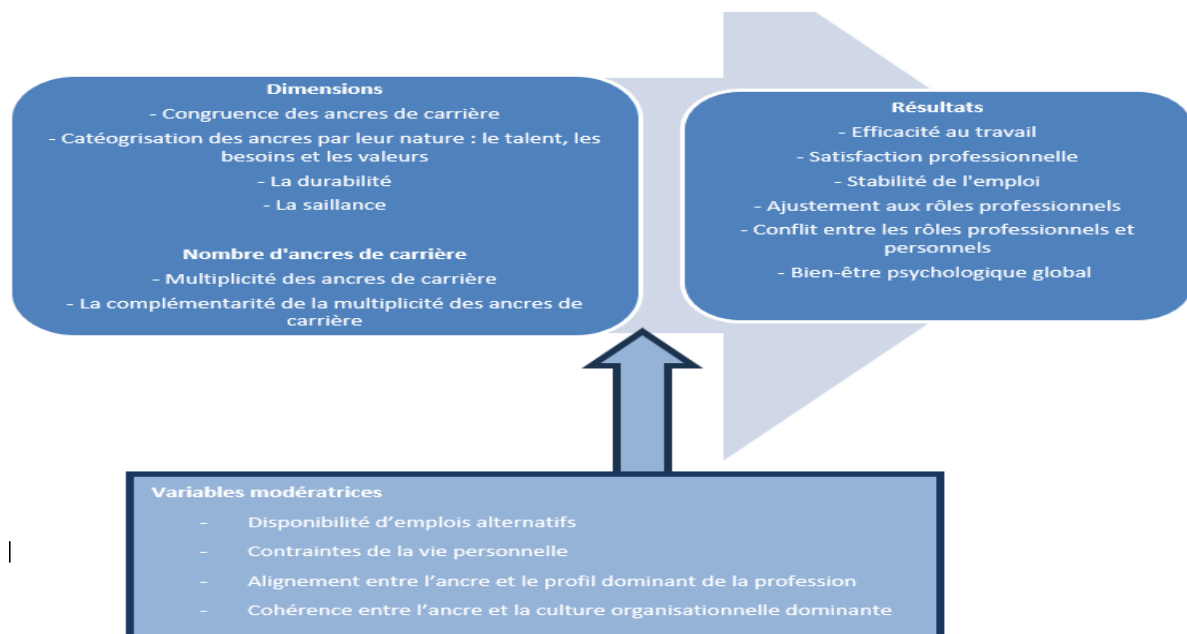 Dimensions
- Congruence des ancres de carrière
- Catéogrisation des ancres par leur nature : le talent, les
besoins et les valeurs
- La durabilité
- La saillance
Nombre d'ancres de carrière
- Multiplicité des ancres de carrière
- La complémentarité de la multiplicité des ancres de
carrière
Résultats
- Efficacité au travail
- Satisfaction professionnelle
- Stabilité de l'emploi
- Ajustement aux rôles professionnels
- Conflit entre les rôles professionnels et
personnels
- Bien-être psychologique global
Variables modératrices
- Disponibilité d’emplois alternatifs
- Contraintes de la vie personnelle
- Alignement entre l’ancre et le profil dominant de la profession
- Cohérence entre l’ancre et la culture organisationnelle dominante